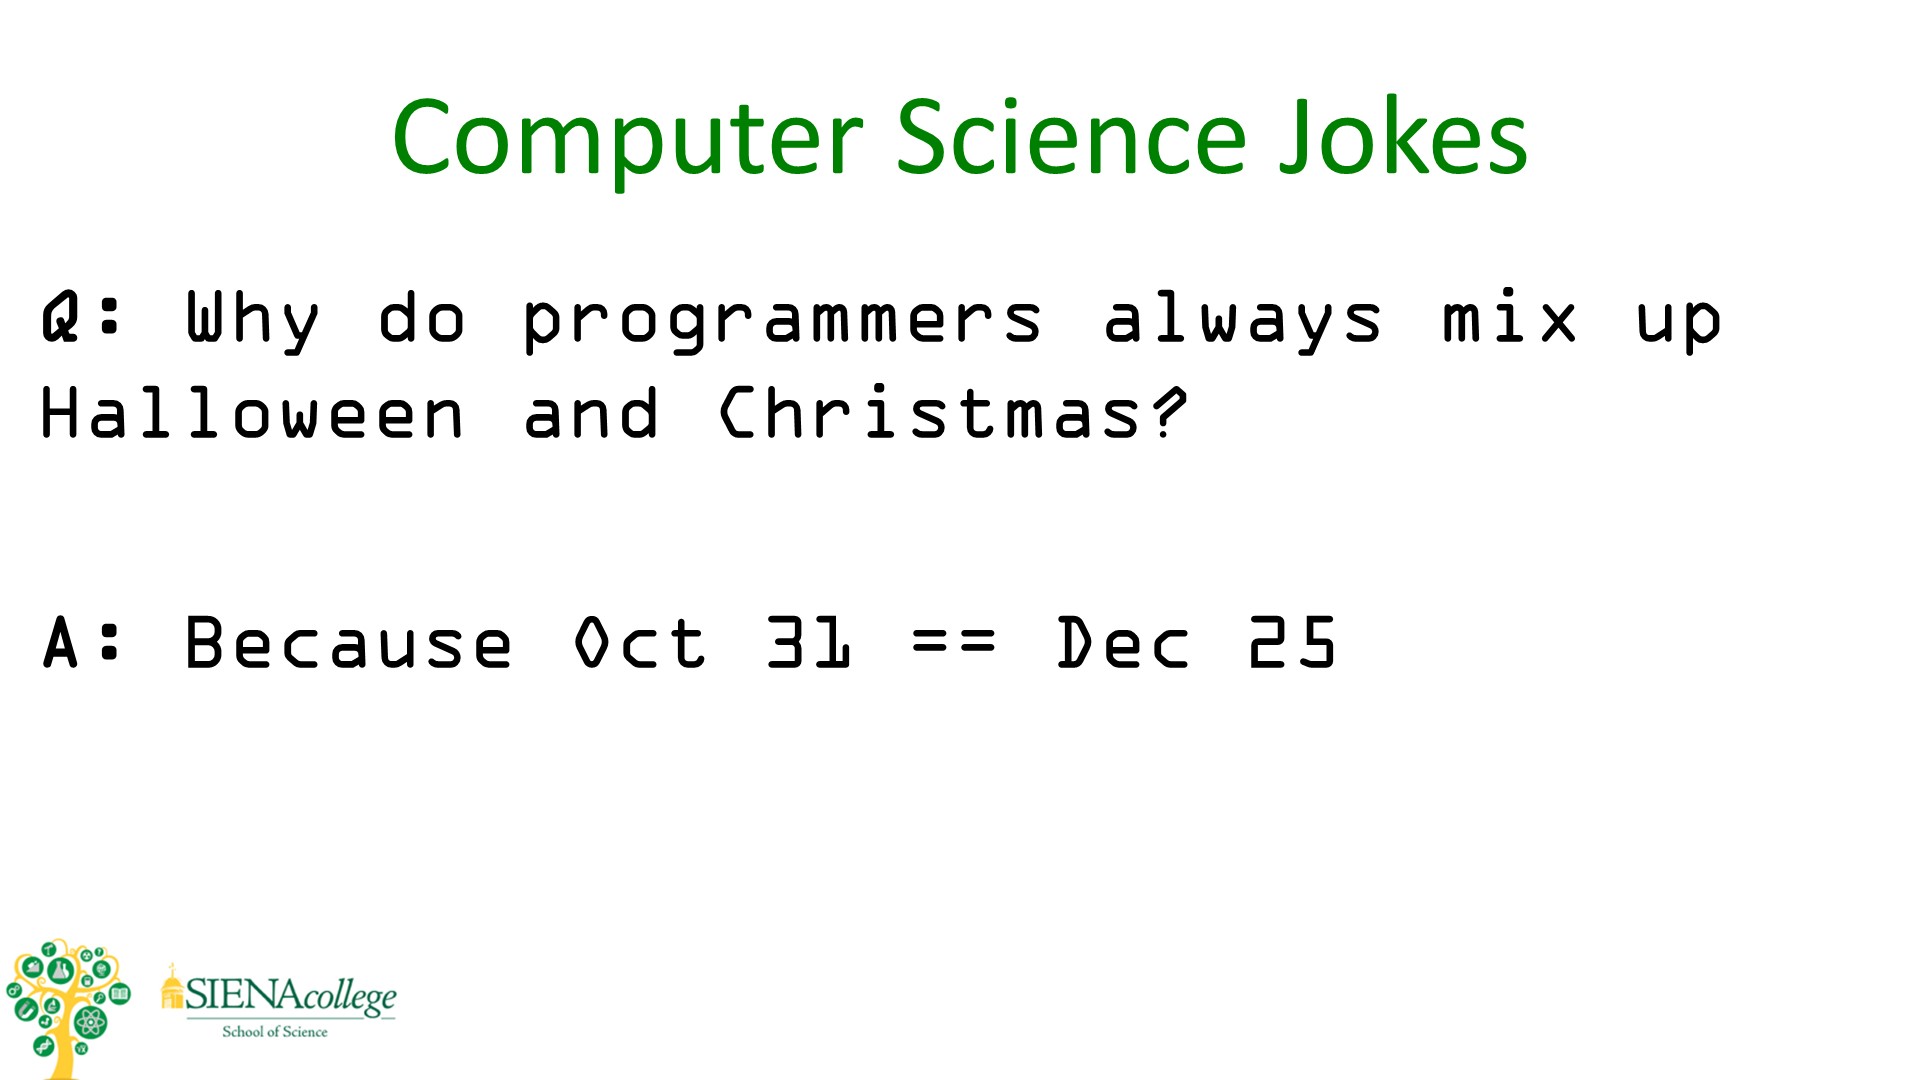 Computer Science Jokes
Q: Why do programmers always mix up
Halloween and Christmas?
A: Because Oct 31 == Dec 25
SIENAcollege
School of Science